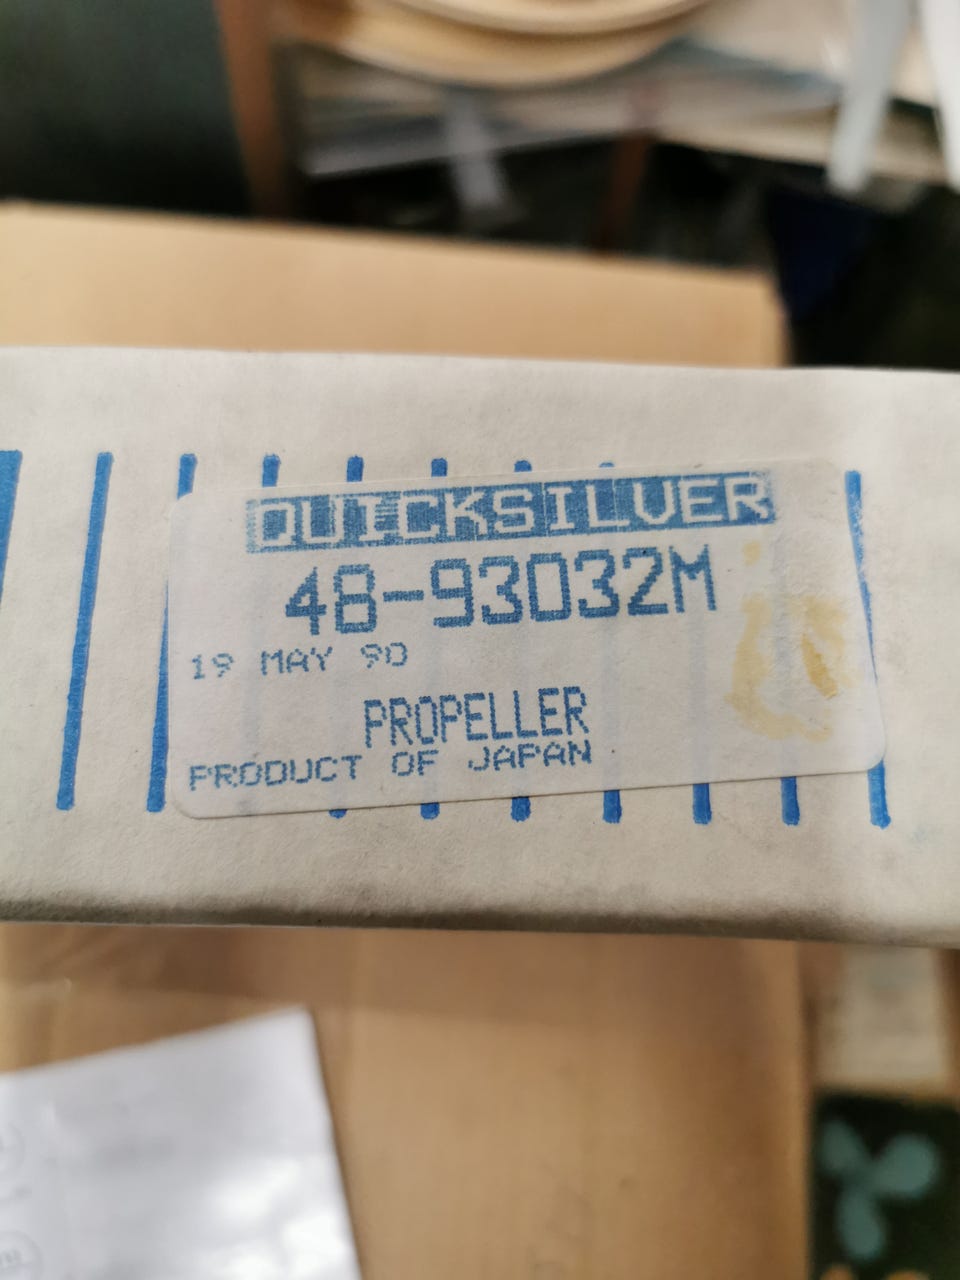 QUICKSILVER
48-93032M
19 MAY 90
PROPELLER
PRODUCT OF JAPAN